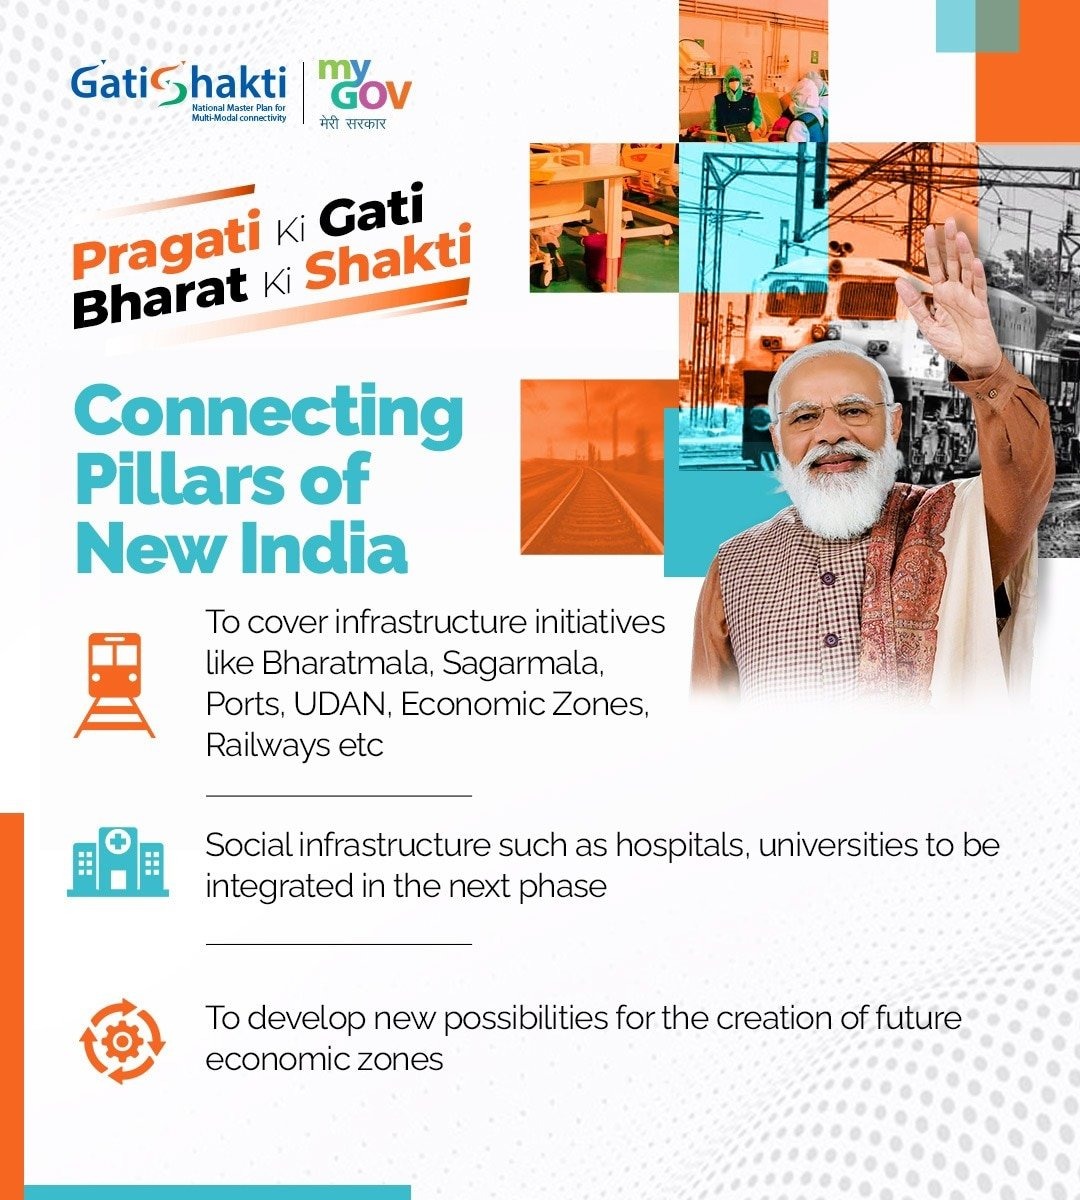 GatiShakti
National Master Plan for
Multi-Modal connectivity
my
GOV
मेरी सरकार
Pragati Ki Gati
Bharat Ki Shakti
Connecting
Pillars of
New India
To cover infrastructure initiatives
like Bharatmala, Sagarmala,
Ports, UDAN, Economic Zones,
Railways etc
Social infrastructure such as hospitals, universities to be
integrated in the next phase
To develop new possibilities for the creation of future
economic zones